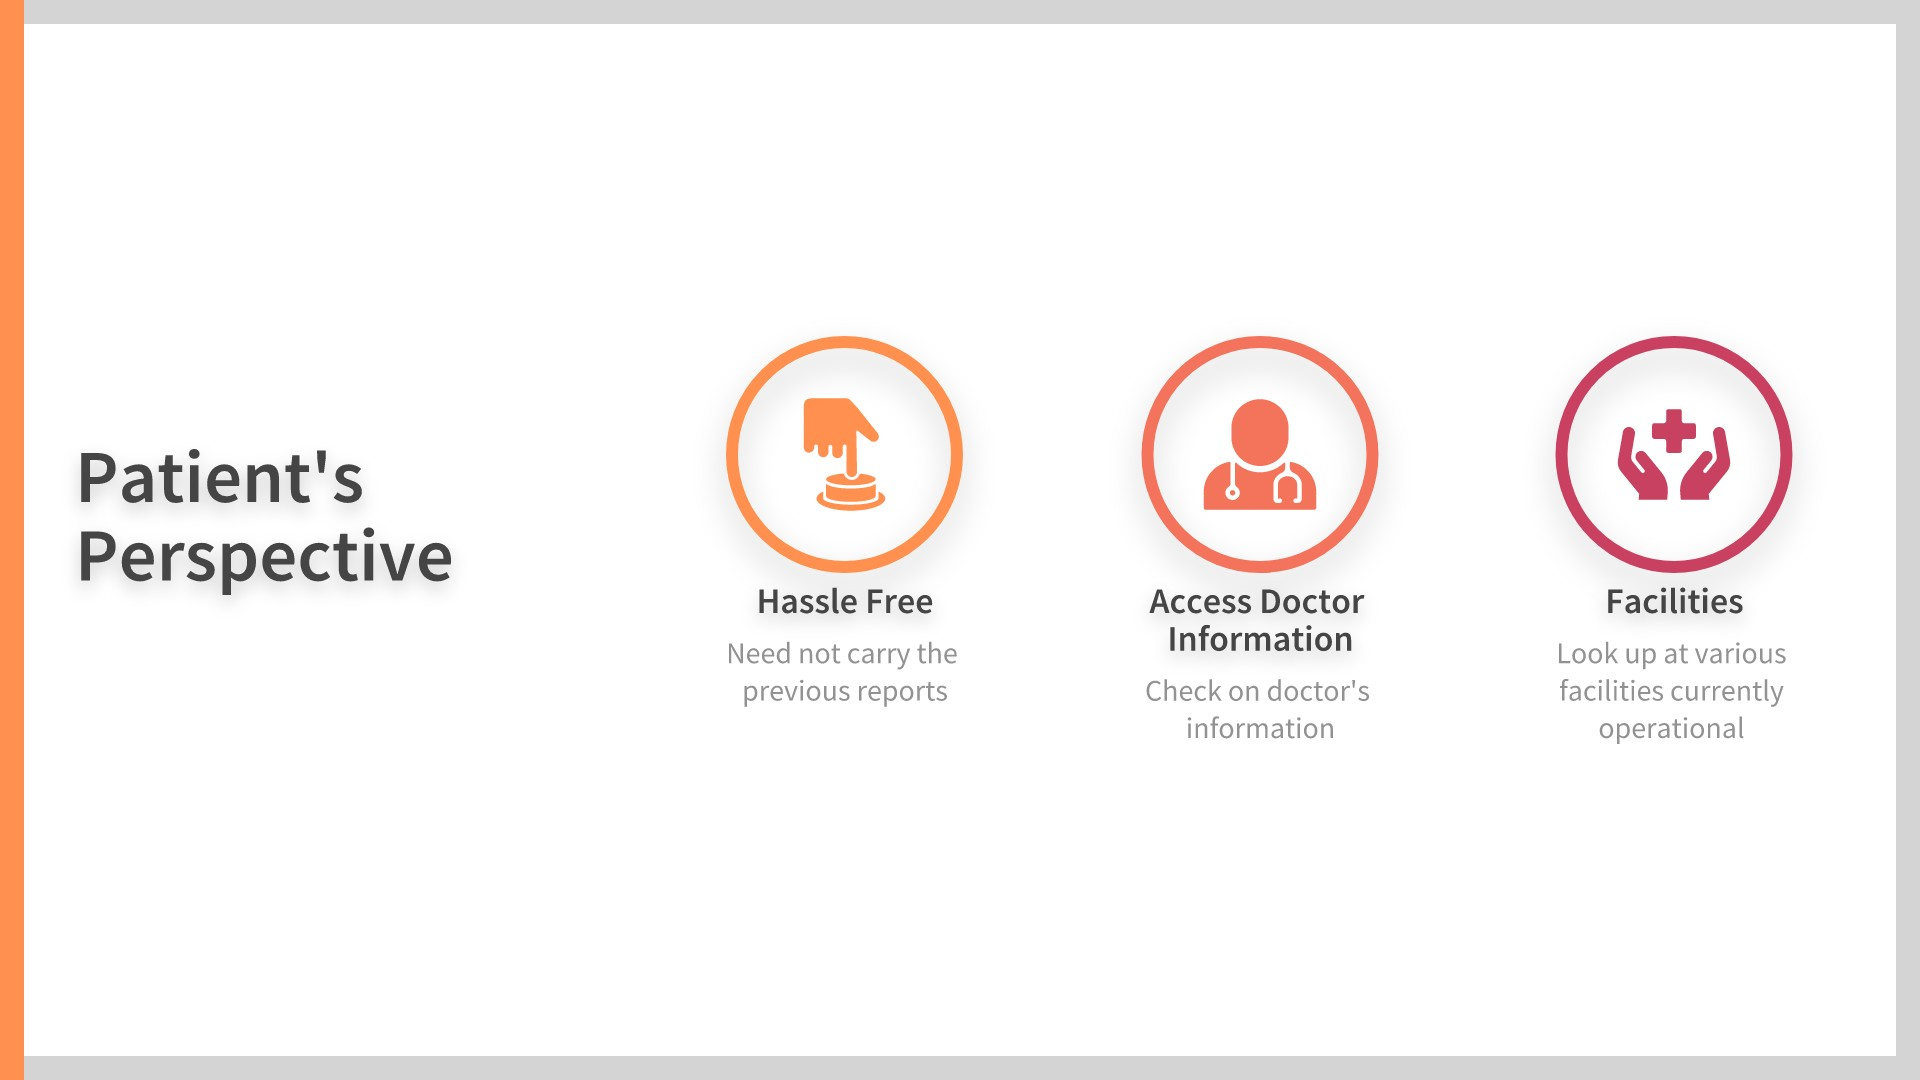 Patient's
Perspective
Hassle Free
Need not carry the
previous reports
Access Doctor
Information
Check on doctor's
information
Facilities
Look up at various
facilities currently
operational